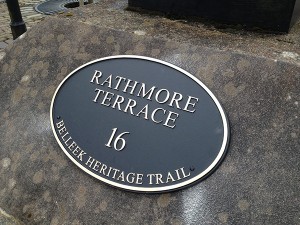 RATHMORE
TERRACE
16
· BELLEEK HERITAGE TRAIL ·